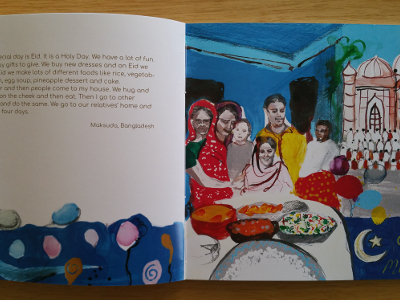 cial day is Eid. It is a Holy Day. We have a lot of fun.
y gifts to give. We buy new dresses and on Eid we
d we make lots of different foods like rice, vegetab-
, egg soup, pineapple dessert and cake.
r and then people come to my house. We hug and
on the cheek and then eat. Then I go to other
and do the same. We go to our relatives' home and
four days.
Maksuda, Bangladesh